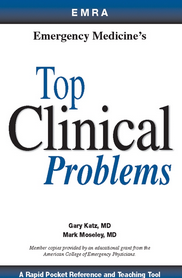 EMRA
Emergency Medicine's
Top
Clinical
Problems
Gary Katz, MD
Mark Moseley, MD
Member copies provided by an educational grant from the
American College of Emergency Physicians
A Rapid Pocket Reference and Teaching Tool